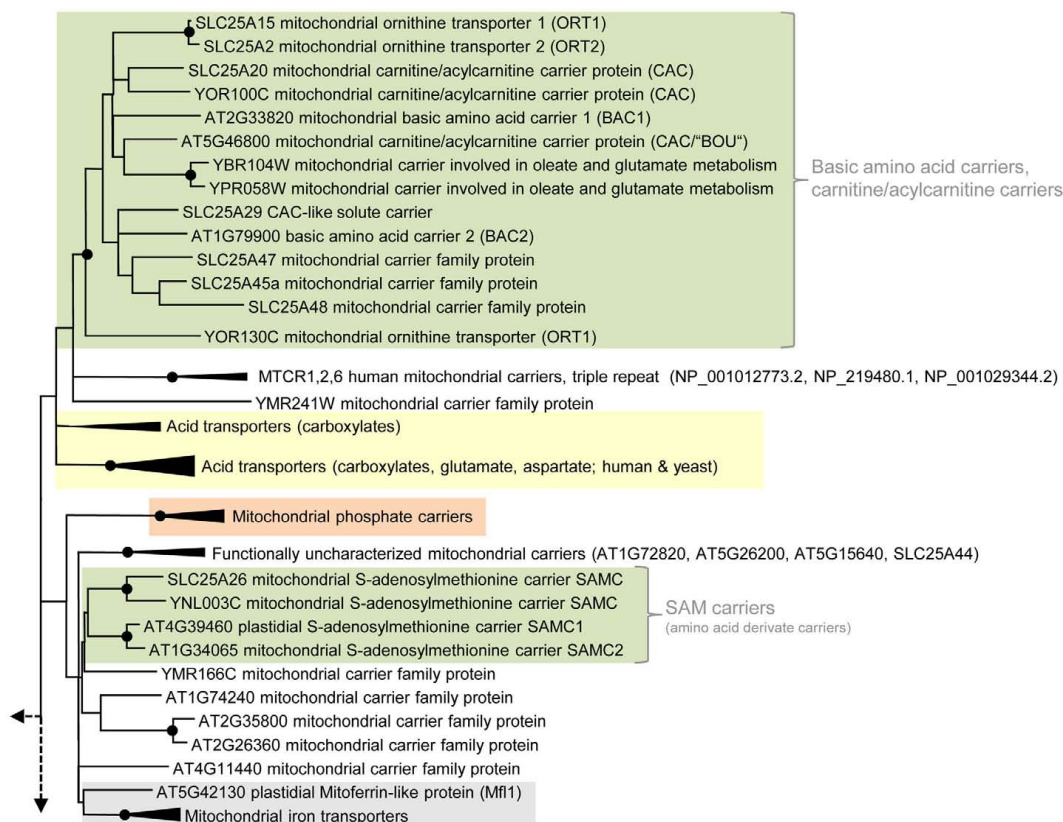 SLC25A15 mitochondrial ornithine transporter 1 (ORT1)
SLC25A2 mitochondrial ornithine transporter 2 (ORT2)
SLC25A20 mitochondrial carnitine/acylcarnitine carrier protein (CAC)
YOR100C mitochondrial carnitine/acylcarnitine carrier protein (CAC)
AT2G33820 mitochondrial basic amino acid carrier 1 (BAC1)
AT5G46800 mitochondrial carnitine/acylcarnitine carrier protein (CAC/“BOU“)
YBR104W mitochondrial carrier involved in oleate and glutamate metabolism
YPR058W mitochondrial carrier involved in oleate and glutamate metabolism
SLC25A29 CAC-like solute carrier
AT1G79900 basic amino acid carrier 2 (BAC2)
SLC25A47 mitochondrial carrier family protein
SLC25A45a mitochondrial carrier family protein
SLC25A48 mitochondrial carrier family protein
YOR130C mitochondrial ornithine transporter (ORT1)
Basic amino acid carriers,
carnitine/acylcarnitine carriers
MTCR1,2,6 human mitochondrial carriers, triple repeat (NP_001012773.2, NP_219480.1, NP_001029344.2)
YMR241W mitochondrial carrier family protein
Acid transporters (carboxylates)
Acid transporters (carboxylates, glutamate, aspartate; human & yeast)
Mitochondrial phosphate carriers
Functionally uncharacterized mitochondrial carriers (AT1G72820, AT5G26200, AT5G15640, SLC25A44)
SLC25A26 mitochondrial S-adenosylmethionine carrier SAMC
YNL003C mitochondrial S-adenosylmethionine carrier SAMC
AT4G39460 plastidial S-adenosylmethionine carrier SAMC1
AT1G34065 mitochondrial S-adenosylmethionine carrier SAMC2
SAM carriers
(amino acid derivate carriers)
YMR166C mitochondrial carrier family protein
AT1G74240 mitochondrial carrier family protein
AT2G35800 mitochondrial carrier family protein
AT2G26360 mitochondrial carrier family protein
AT4G11440 mitochondrial carrier family protein
AT5G42130 plastidial Mitoferrin-like protein (Mfl1)
Mitochondrial iron transporters